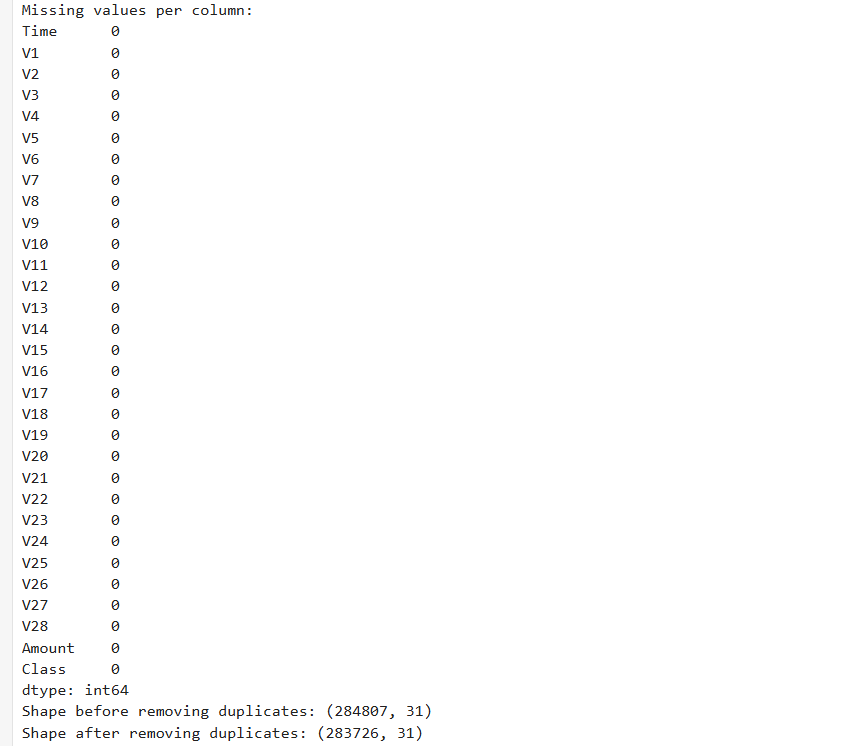 Missing values per column:
Time 0
V1 0
V2 0
V3 0
V4 0
V5 0
V6 0
V7 0
V8 0
V9 0
V10 0
V11 0
V12 0
V13 0
V14 0
V15 0
V16 0
V17 0
V18 0
V19 0
V20 0
V21 0
V22 0
V23 0
V24 0
V25 0
V26 0
V27 0
V28 0
Amount 0
Class 0
dtype: int64
Shape before removing duplicates: (284807, 31)
Shape after removing duplicates: (283726, 31)